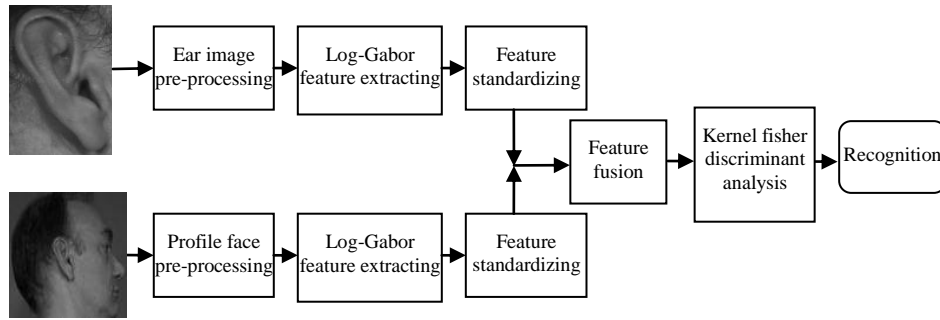 Ear image
pre-processing
Log-Gabor
feature extracting
Feature
standardizing
Feature
fusion
Kernel fisher
discriminant
analysis
Recognition
Profile face
pre-processing
Log-Gabor
feature extracting
Feature
standardizing